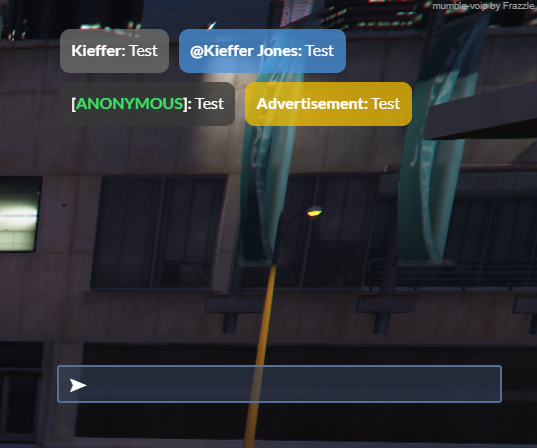 mumble-voip by Frazzle.
Kieffer: Test @Kieffer Jones: Test
[ANONYMOUS]: Test Advertisement: Test